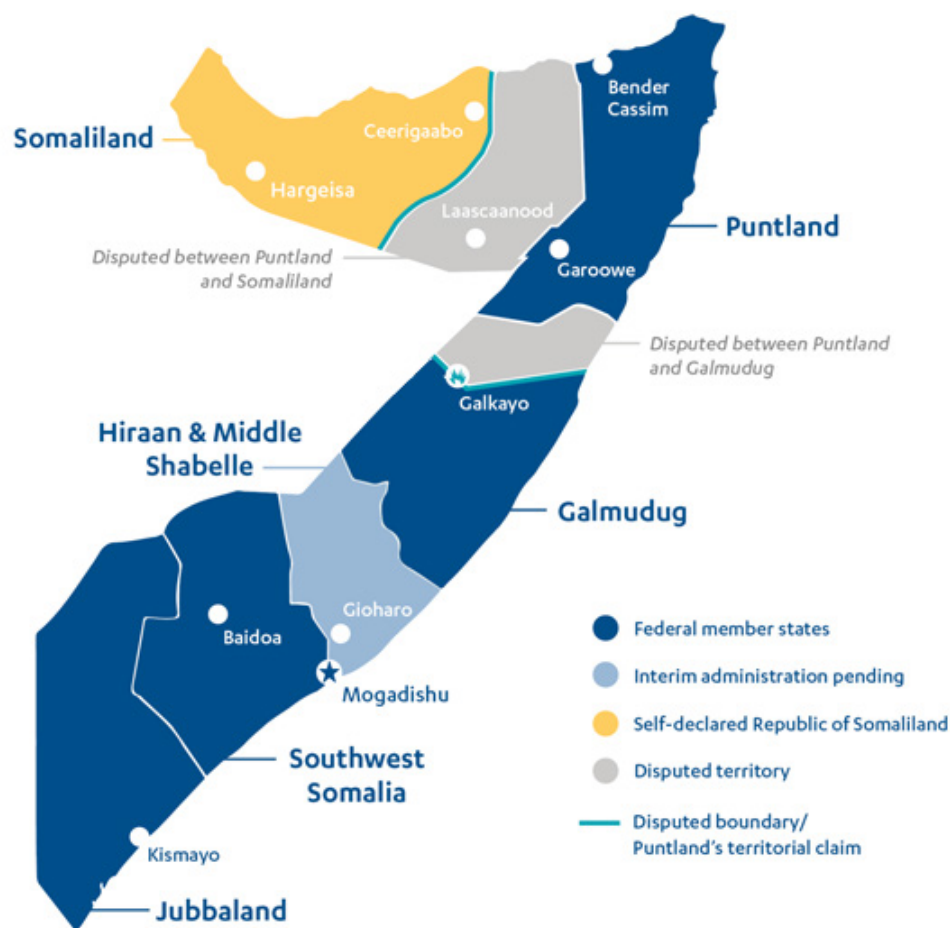 Bender
Cassim
Ceerigaabo
Somaliland
Hargeisa
Laascaanood
Puntland
Disputed between Puntland
and Somaliland
Garoowe
Disputed between Puntland
and Galmudug
Galkayo
Hiraan & Middle
Shabelle
Galmudug
Gioharo
Baidoa
Mogadishu
Southwest
Somalia
Kismayo
Jubbaland
Federal member states
Interim administration pending
Self-declared Republic of Somaliland
Disputed territory
Disputed boundary/
Puntland's territorial claim